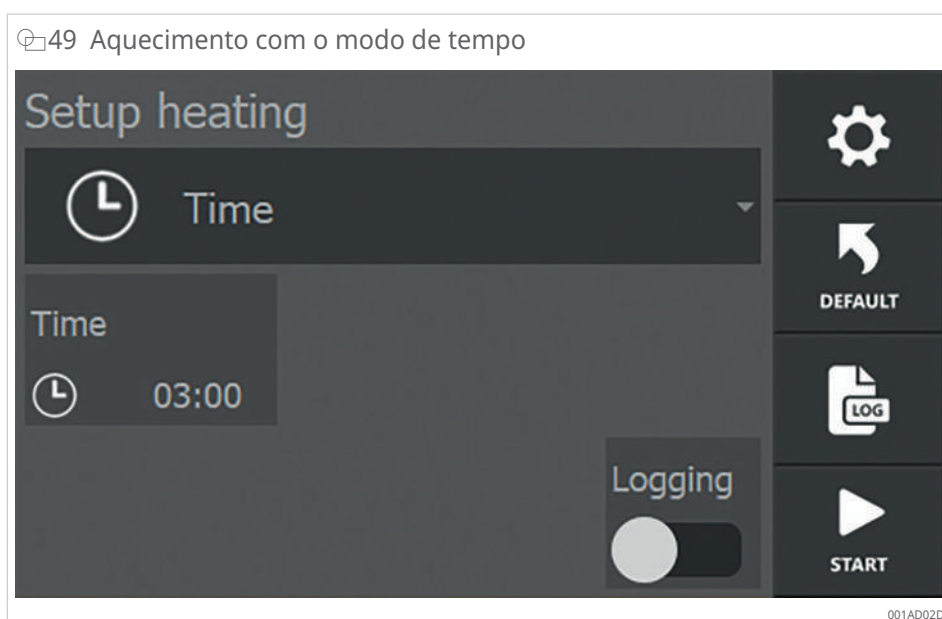 49 Aquecimento com o modo de tempo
Setup heating
Time
DEFAULT
Time
03:00
LOG
Logging
START
001AD02D